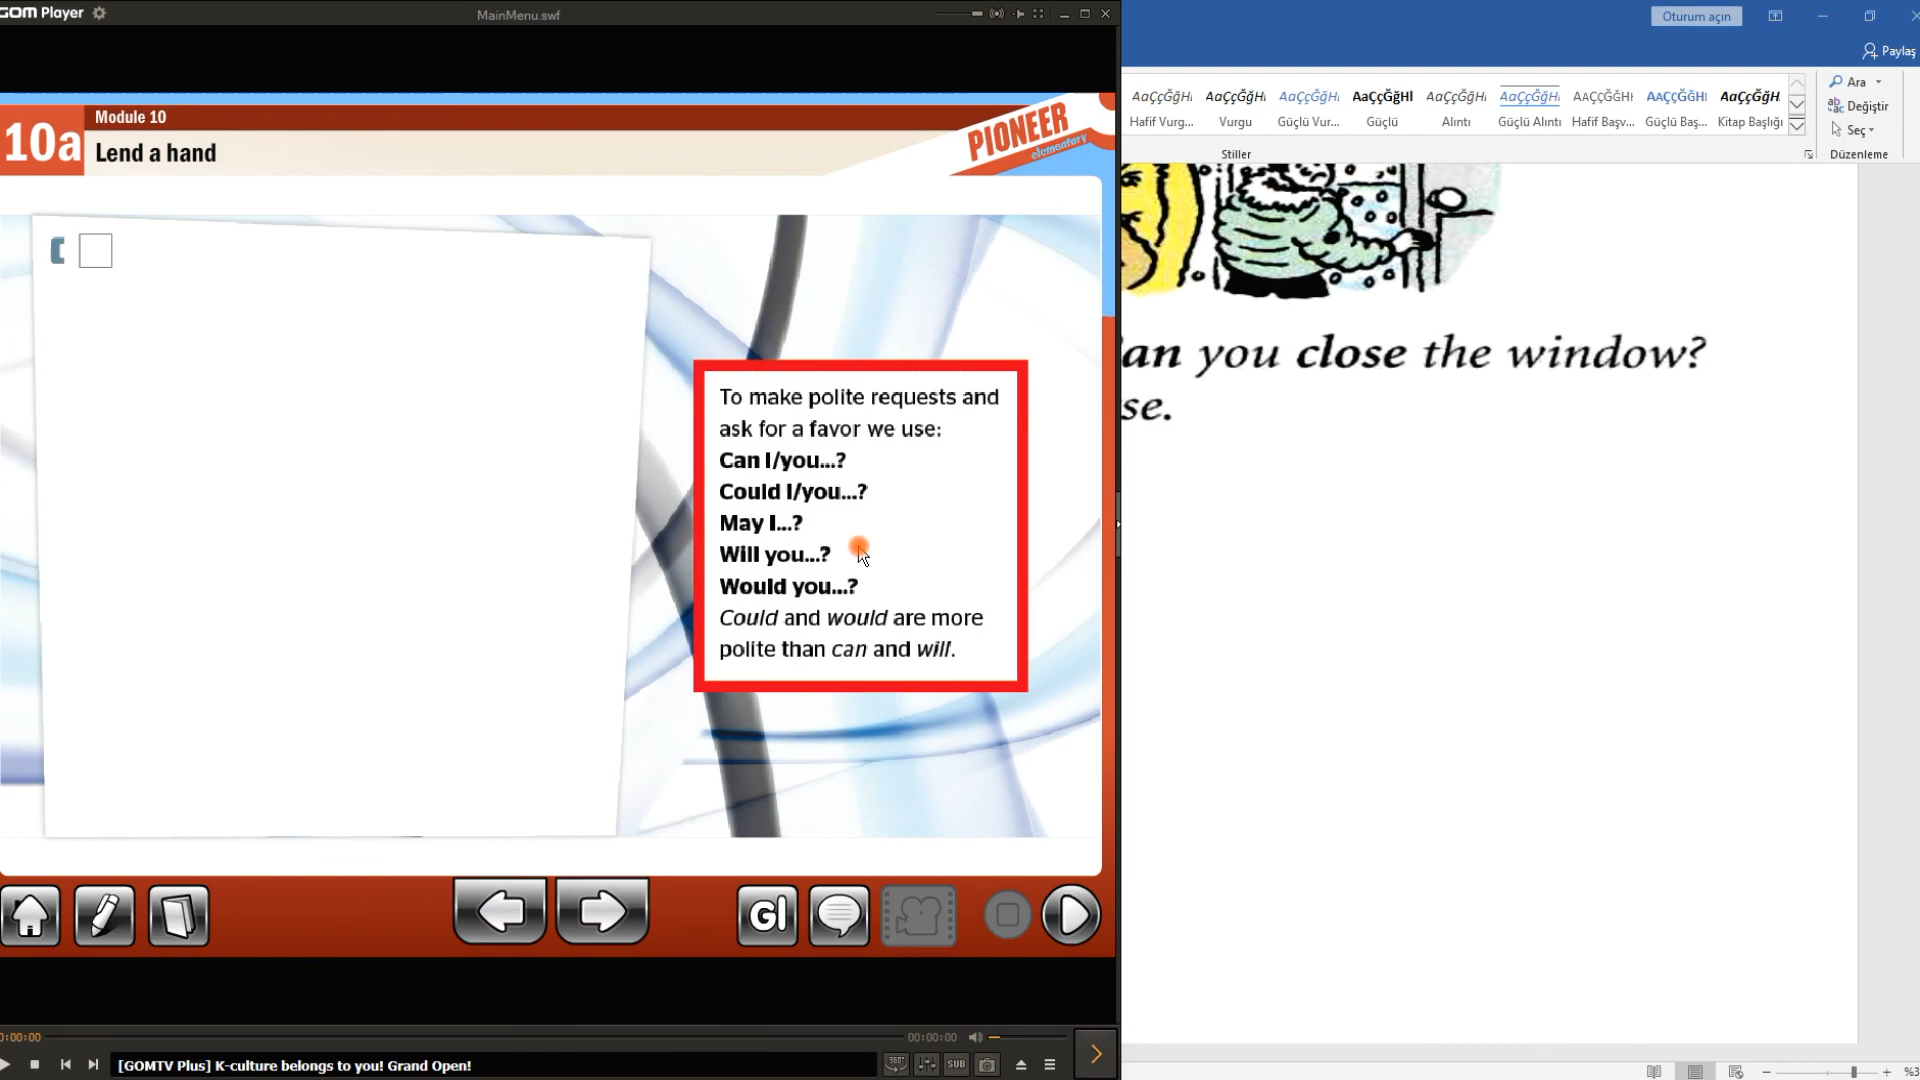 GOM Player
MainMenu.swf
Oturum açın
Paylaş
AaÇçĞğHı AaÇçĞğHı AaÇçĞğHı AaÇçĞğHl AaÇçĞğHı AaÇçĞğHı AAÇÇĞĞHI AAÇÇĞĞHI AaÇçĞğH.
Hafif Vurg... Vurgu Güçlü Vur... Güçlü Alıntı Güçlü Alıntı Hafif Başv... Güçlü Baş... Kitap Başlığı
Stiller
Ara
Değiştir
Seç
Düzenleme
10a
Module 10
Lend a hand
PIONEER
elementary
To make polite requests and
ask for a favor we use:
Can I/you...?
Could I/you...?
May I...?
Will you...?
Would you...?
Could and would are more
polite than can and will.
an you close the window?
se.
GI
0:00:00
00:00:00
[GOMTV Plus] K-culture belongs to you! Grand Open!
360°
SUB
%3